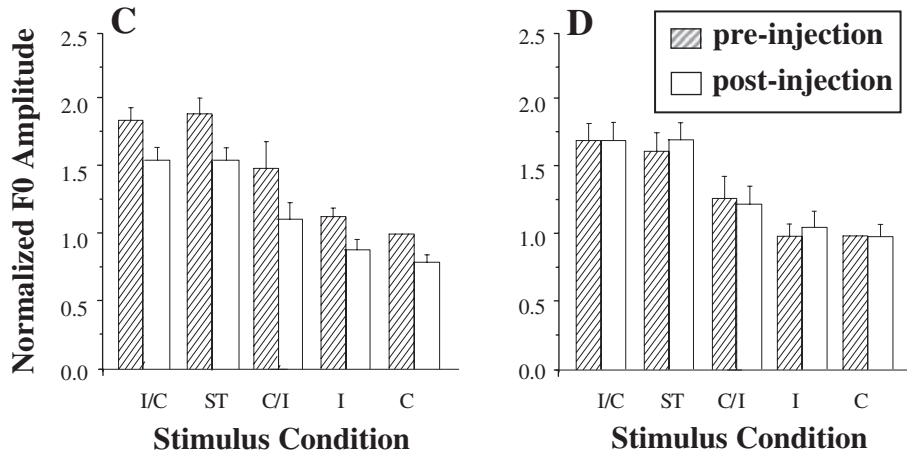 C
Normalized F0 Amplitude
2.5
2.0
1.5
1.0
0.5
0.0
I/C ST C/I I C
Stimulus Condition
D
pre-injection
post-injection
2.5
2.0
1.5
1.0
0.5
0.0
I/C ST C/I I C
Stimulus Condition